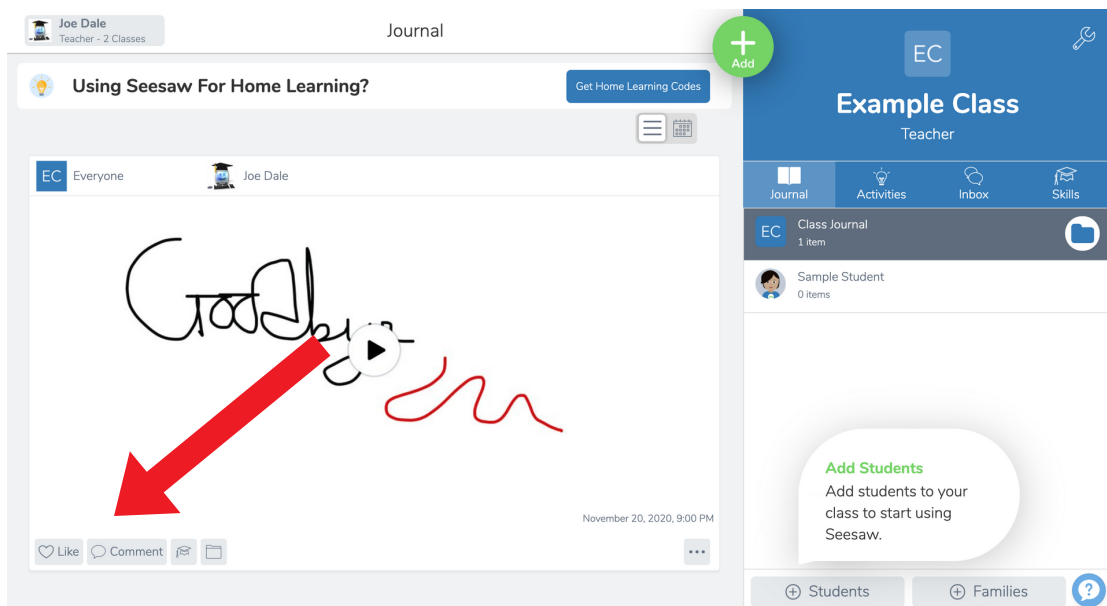 Joe Dale
Teacher - 2 Classes
Journal
Add
Using Seesaw For Home Learning?
Get Home Learning Codes
EC Everyone
Joe Dale
Goodbye
November 20, 2020, 9:00 PM
Like
Comment
...
EC
Example Class
Teacher
Journal
Activities
Inbox
Skills
EC
Class Journal
1 item
Sample Student
0 items
Add Students
Add students to your
class to start using
Seesaw.
Students
Families
?